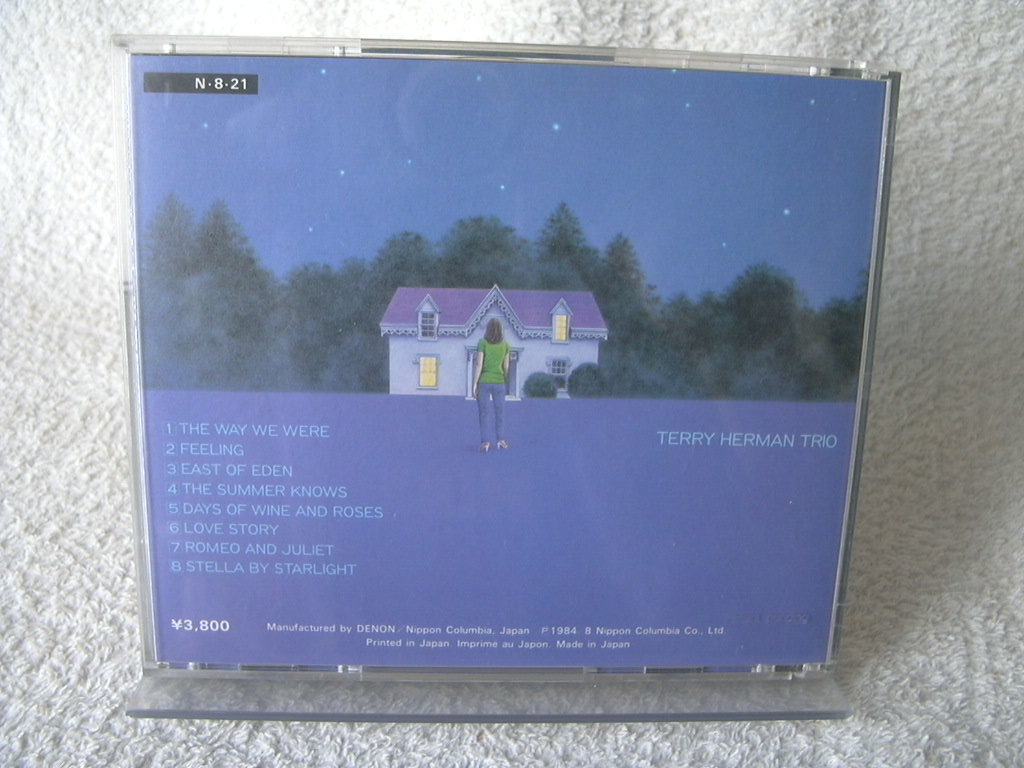 N·8·21
1 THE WAY WE WERE
2 FEELING
3 EAST OF EDEN
4 THE SUMMER KNOWS
5 DAYS OF WINE AND ROSES
6 LOVE STORY
7 ROMEO AND JULIET
8 STELLA BY STARLIGHT
TERRY HERMAN TRIO
¥3,800
Manufactured by DENON/Nippon Columbia, Japan P1984 8 Nippon Columbia Co., Ltd.
Printed in Japan. Imprime au Japon. Made in Japan